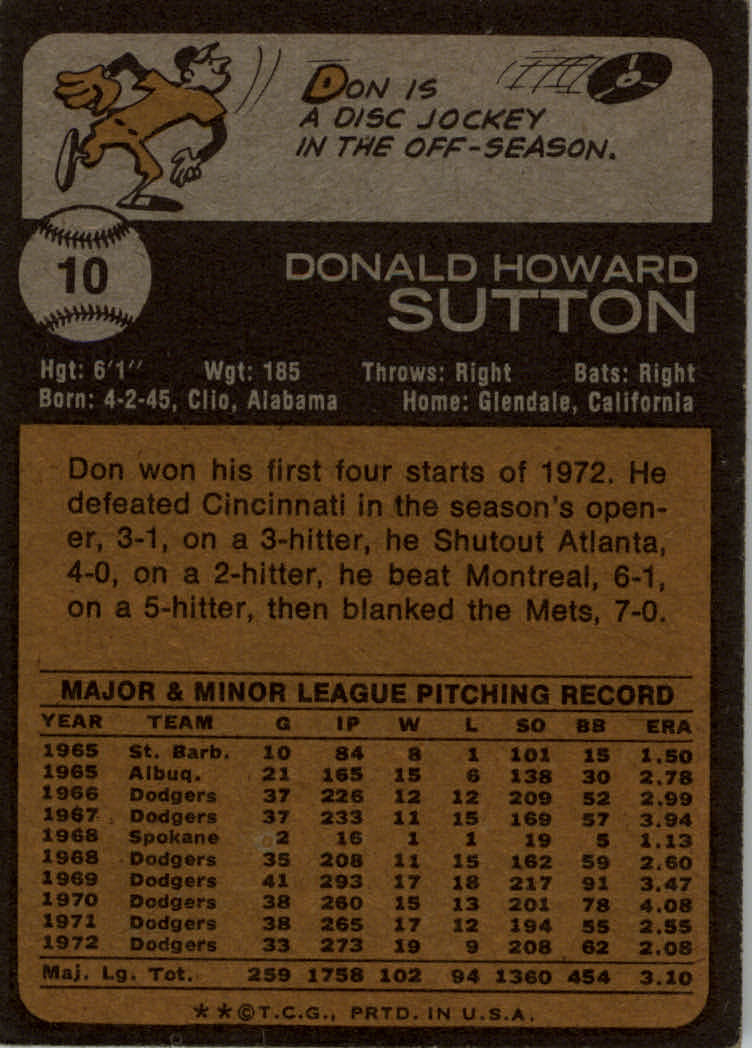 DON IS
A DISC JOCKEY
IN THE OFF-SEASON.
10
DONALD HOWARD
SUTTON
Hgt: 6'1" Wgt: 185 Throws: Right Bats: Right
Born: 4-2-45, Clio, Alabama Home: Glendale, California
Don won his first four starts of 1972. He
defeated Cincinnati in the season's open-
er, 3-1, on a 3-hitter, he Shutout Atlanta,
4-0, on a 2-hitter, he beat Montreal, 6-1,
on a 5-hitter, then blanked the Mets, 7-0.
MAJOR & MINOR LEAGUE PITCHING RECORD
YEAR TEAM G IP W L SO BB ERA
1965 St. Barb. 10 84 8 1 101 15 1.50
1965 Albuq. 21 165 15 6 138 30 2.78
1966 Dodgers 37 226 12 12 209 52 2.99
1967 Dodgers 37 233 11 15 169 57 3.94
1968 Spokane 2 16 1 1 19 5 1.13
1968 Dodgers 35 208 11 15 162 59 2.60
1969 Dodgers 41 293 17 18 217 91 3.47
1970 Dodgers 38 260 15 13 201 78 4.08
1971 Dodgers 38 265 17 12 194 55 2.55
1972 Dodgers 33 273 19 9 208 62 2.08
Maj. Lg. Tot. 259 1758 102 94 1360 454 3.10
**©T.C.G., PRTD. IN U.S.A.